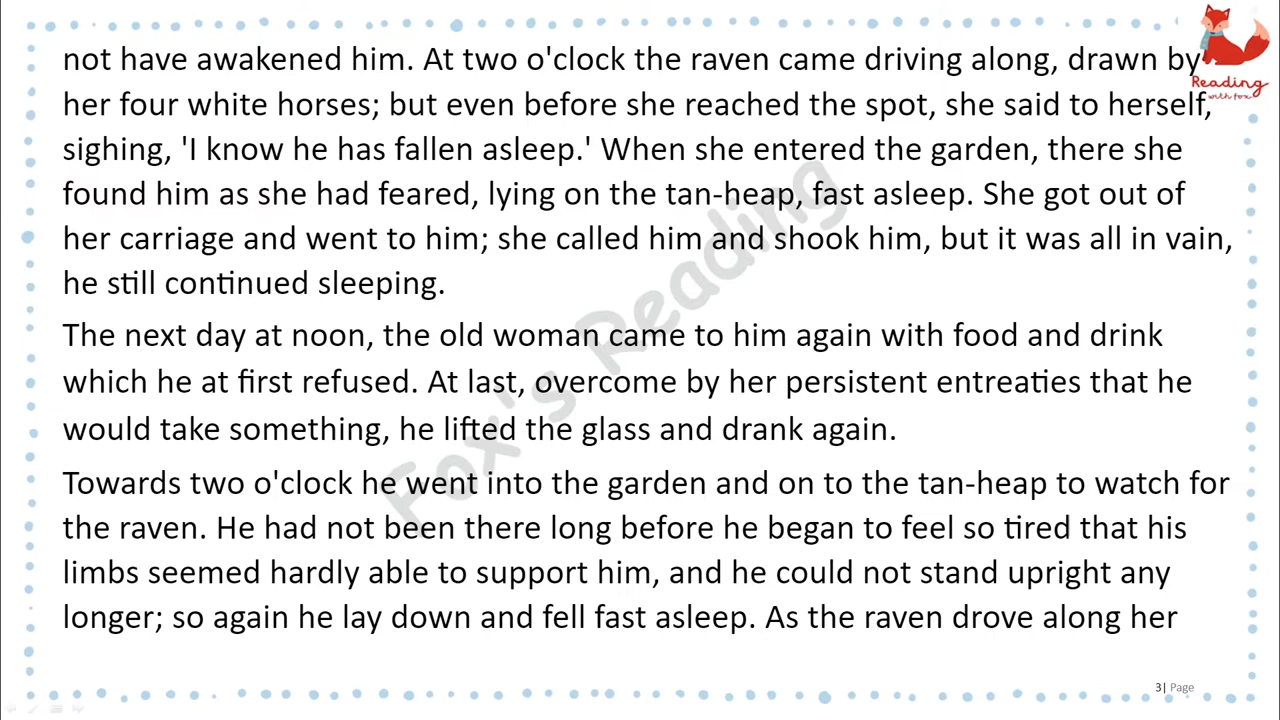 not have awakened him. At two o'clock the raven came driving along, drawn by
her four white horses; but even before she reached the spot, she said to herself,
sighing, 'I know he has fallen asleep.' When she entered the garden, there she
found him as she had feared, lying on the tan-heap, fast asleep. She got out of
her carriage and went to him; she called him and shook him, but it was all in vain,
he still continued sleeping.
The next day at noon, the old woman came to him again with food and drink
which he at first refused. At last, overcome by her persistent entreaties that he
would take something, he lifted the glass and drank again.
Towards two o'clock he went into the garden and on to the tan-heap to watch for
the raven. He had not been there long before he began to feel so tired that his
limbs seemed hardly able to support him, and he could not stand upright any
longer; so again he lay down and fell fast asleep. As the raven drove along her
3| Page
Reading
with fox
Fox's Reading